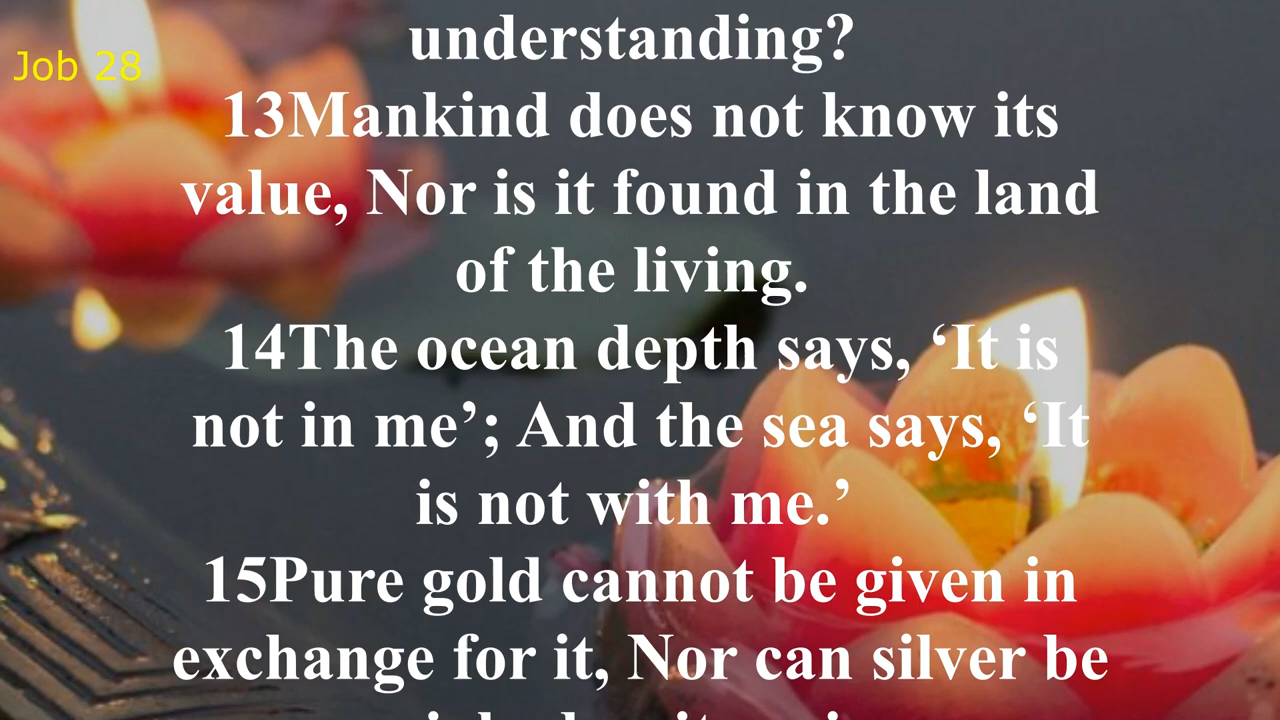 Job 28
understanding?
13Mankind does not know its
value, Nor is it found in the land
of the living.
14The ocean depth says, ‘It is
not in me’; And the sea says, ‘It
is not with me.’
15Pure gold cannot be given in
exchange for it, Nor can silver be